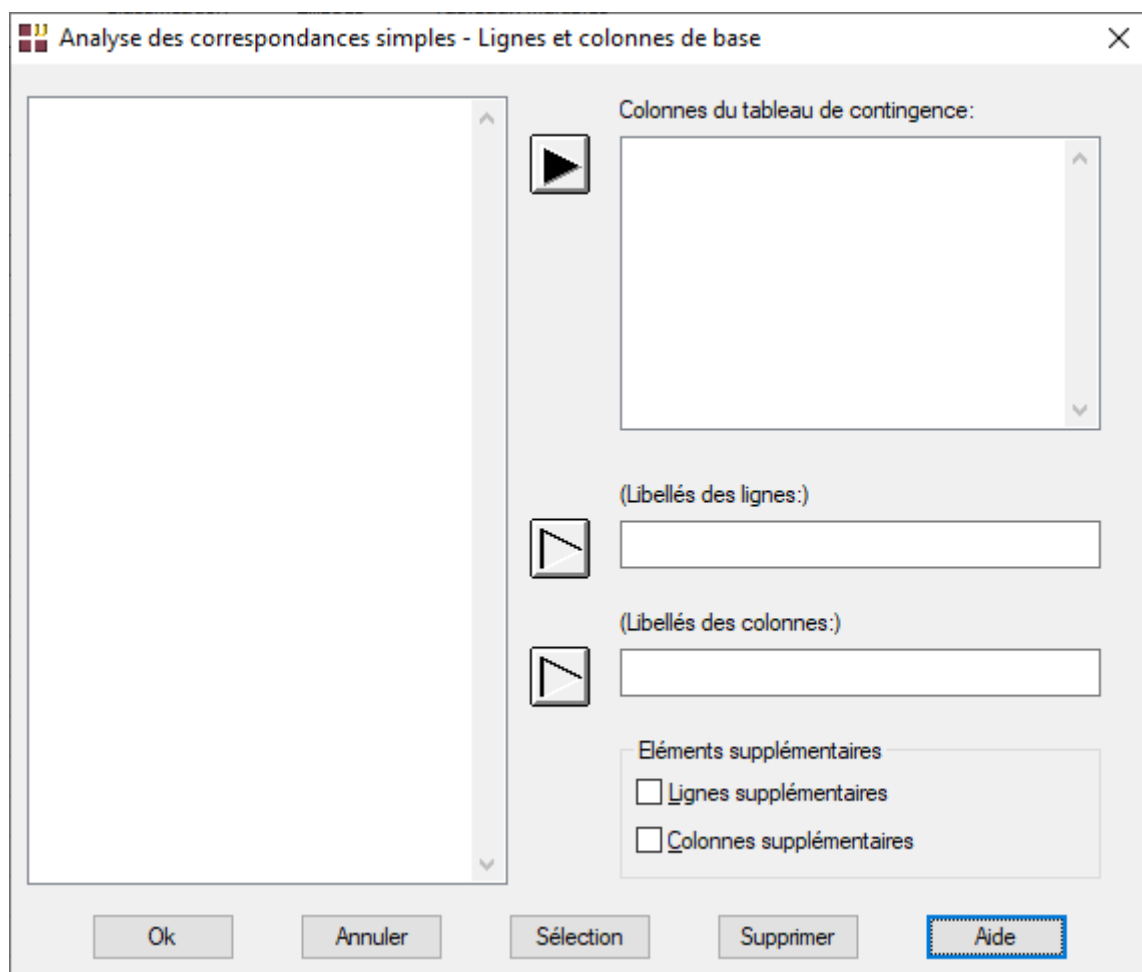 Analyse des correspondances simples - Lignes et colonnes de base
Colonnes du tableau de contingence:
(Libellés des lignes:)
(Libellés des colonnes:)
Eléments supplémentaires
Lignes supplémentaires
Colonnes supplémentaires
Ok Annuler Sélection Supprimer Aide